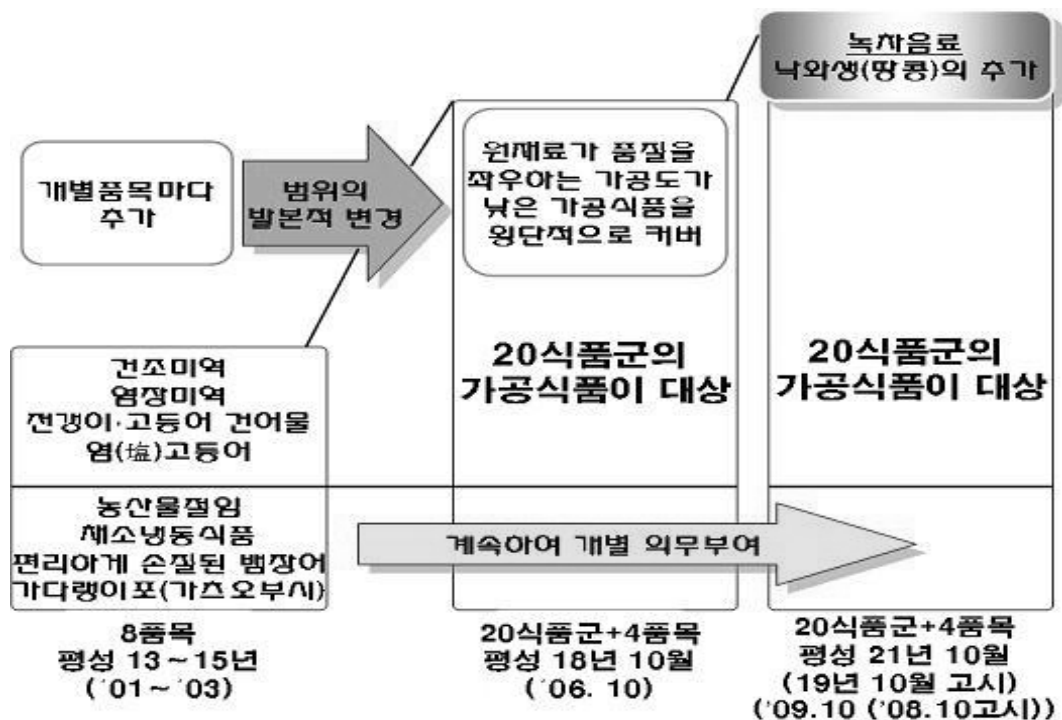 녹차음료
낙와생(땅콩)의 추가
개별품목마다
추가
범위의
발본적 변경
원재료가 품질을
좌우하는 가공도가
낮은 가공식품을
횡단적으로 커버
건조미역
염장미역
전갱이·고등어 건어물
염(塩)고등어
20식품군의
가공식품이 대상
20식품군의
가공식품이 대상
농산물절임
채소냉동식품
편리하게 손질된 뱀장어
가다랭이포(가츠오부시)
계속하여 개별 의무부여
8품목
평성 13~15년
('01~'03)
20식품군+4품목
평성 18년 10월
('06. 10)
20식품군+4품목
평성 21년 10월
(19년 10월 고시)
('09.10 ('08.10고시))